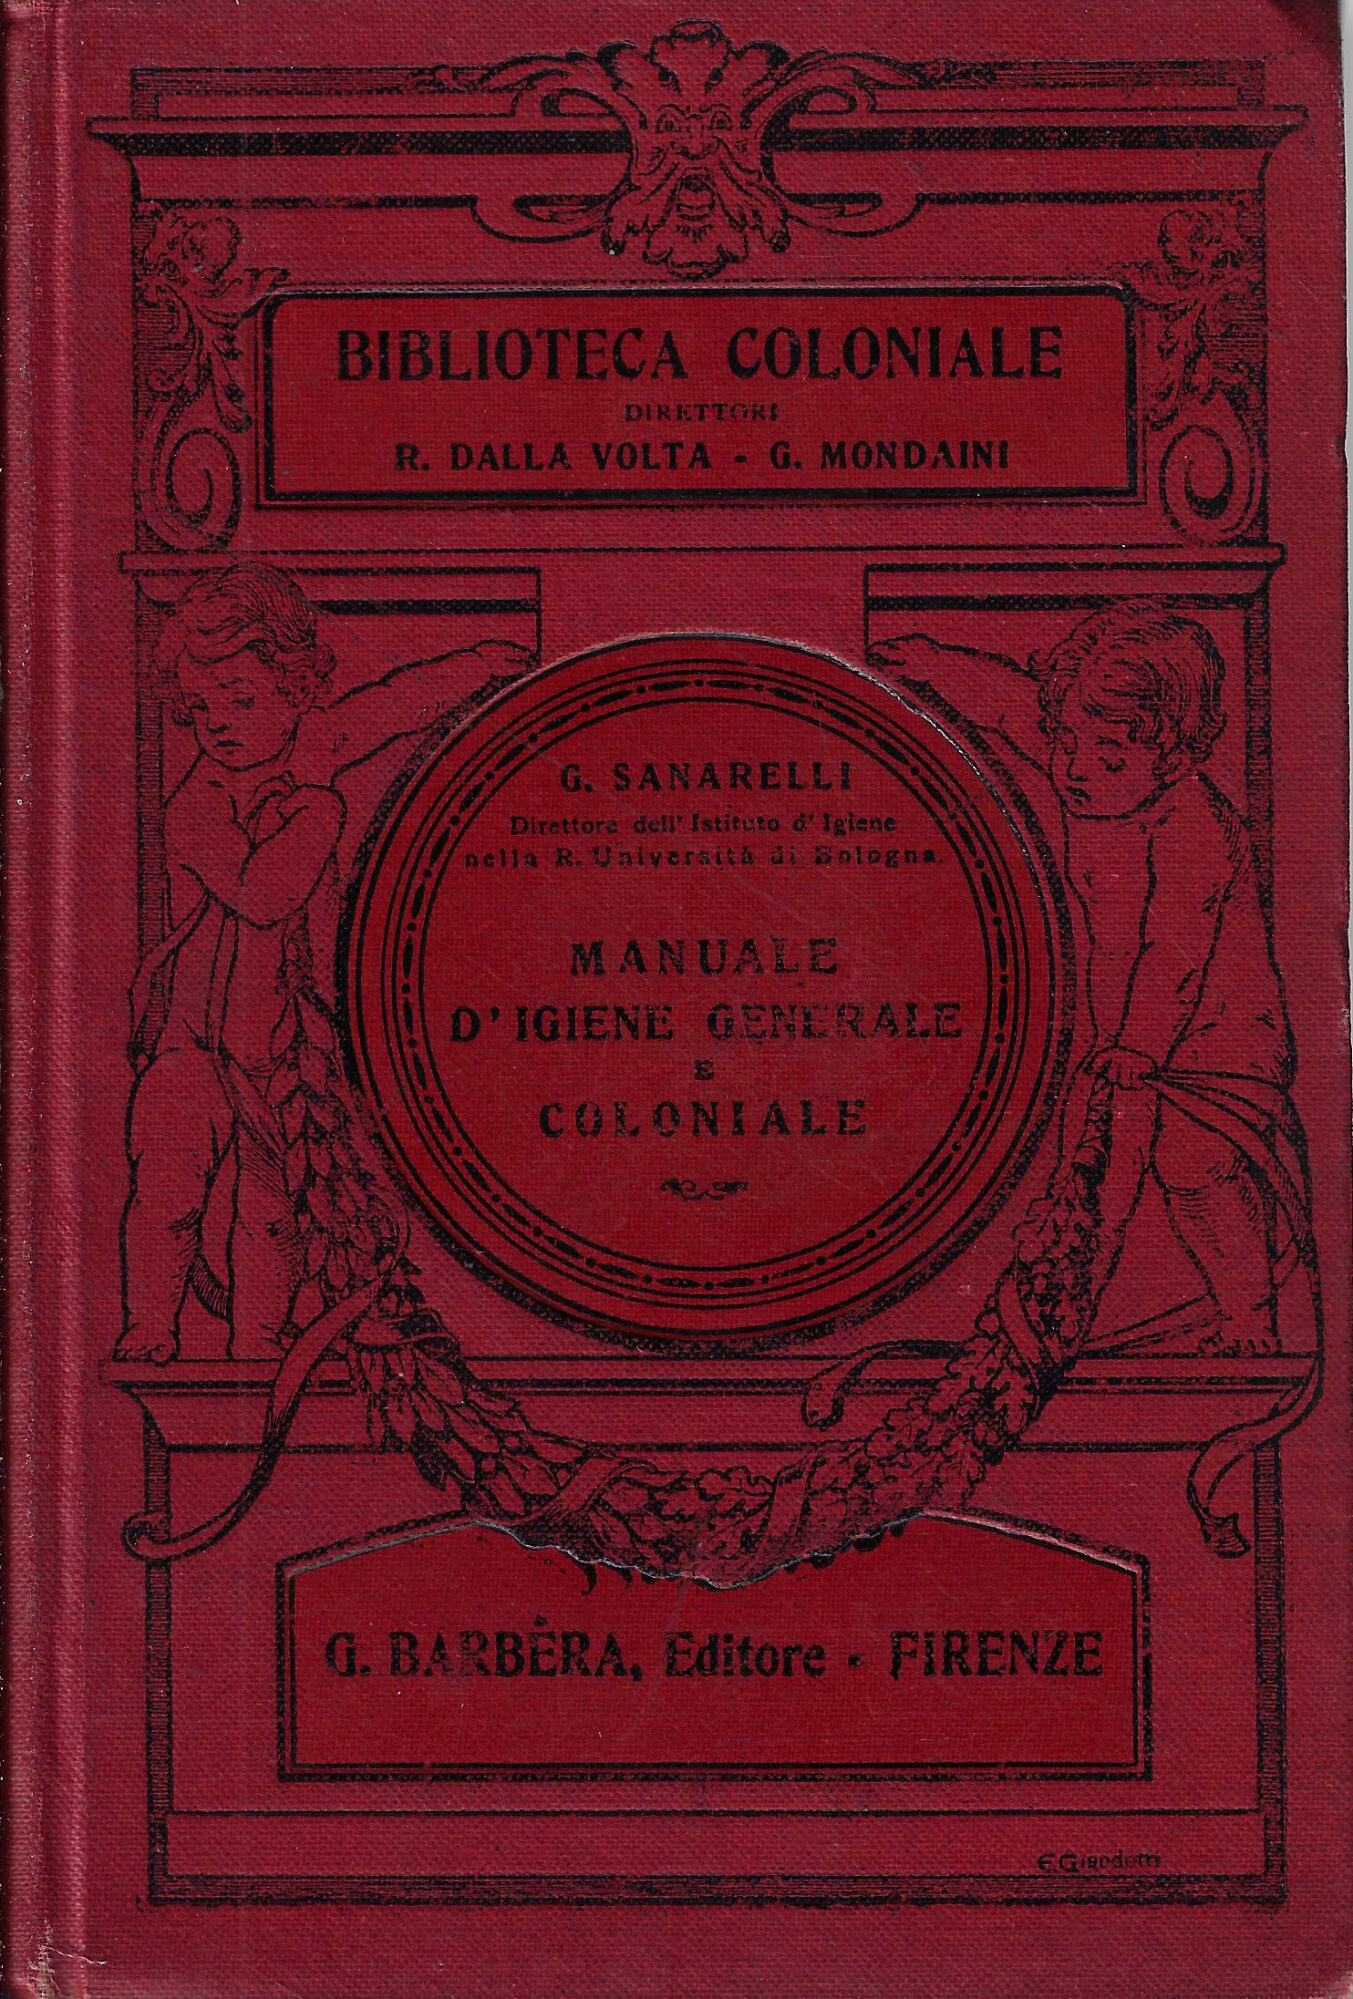 BIBLIOTECA COLONIALE
DIRETTORI
R. DALLA VOLTA - G. MONDAINI
G. SANARELLI
Direttore dell' Istituto d' Igiene
nella R. Università di Bologna
MANUALE
D' IGIENE GENERALE
E
COLONIALE
G. BARBÈRA, Editore - FIRENZE